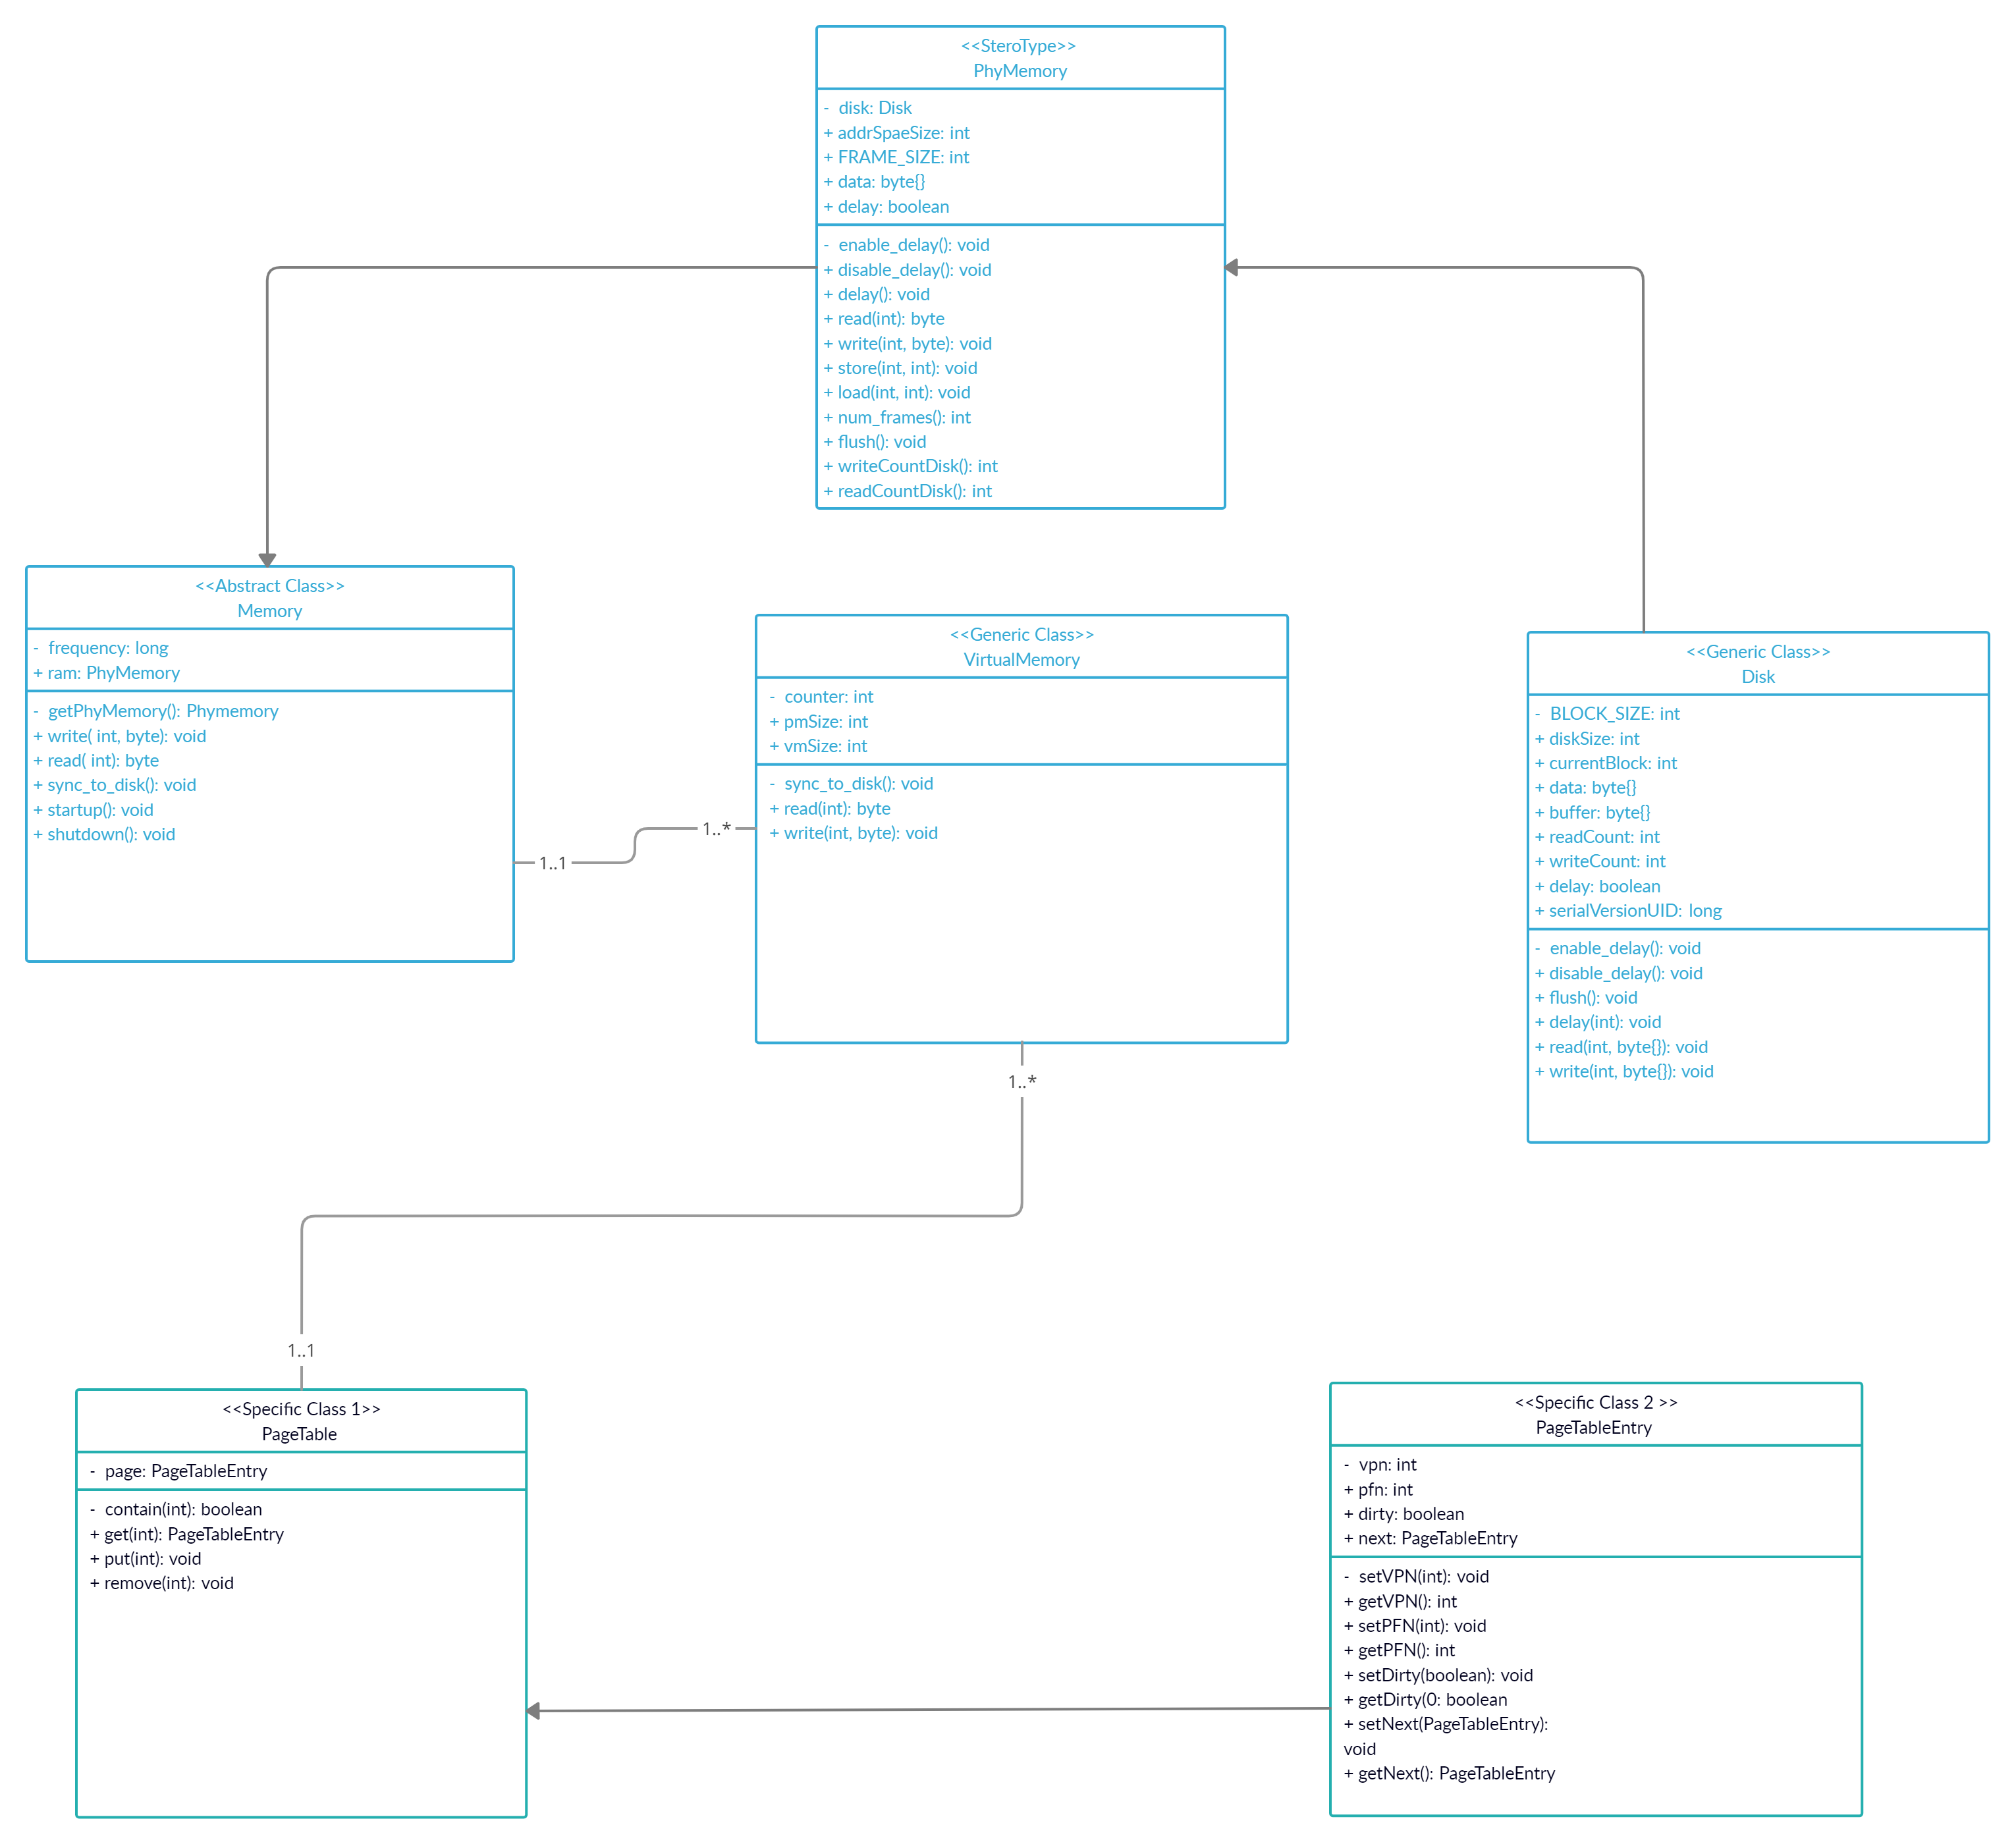 <<SteroType>>
PhyMemory
- disk: Disk
+ addrSpaeSize: int
+ FRAME_SIZE: int
+ data: byte{}
+ delay: boolean
- enable_delay(): void
+ disable_delay(): void
+ delay(): void
+ read(int): byte
+ write(int, byte): void
+ store(int, int): void
+ load(int, int): void
+ num_frames(): int
+ flush(): void
+ writeCountDisk(): int
+ readCountDisk(): int
<<Abstract Class>>
Memory
- frequency: long
+ ram: PhyMemory
- getPhyMemory(): Phymemory
+ write( int, byte): void
+ read( int): byte
+ sync_to_disk(): void
+ startup(): void
+ shutdown(): void
1..1
1..*
<<Generic Class>>
VirtualMemory
- counter: int
+ pmSize: int
+ vmSize: int
- sync_to_disk(): void
+ read(int): byte
+ write(int, byte): void
<<Generic Class>>
Disk
- BLOCK_SIZE: int
+ diskSize: int
+ currentBlock: int
+ data: byte{}
+ buffer: byte{}
+ readCount: int
+ writeCount: int
+ delay: boolean
+ serialVersionUID: long
- enable_delay(): void
+ disable_delay(): void
+ flush(): void
+ delay(int): void
+ read(int, byte{}): void
+ write(int, byte{}): void
1..*
1..1
<<Specific Class 1>>
PageTable
- page: PageTableEntry
- contain(int): boolean
+ get(int): PageTableEntry
+ put(int): void
+ remove(int): void
<<Specific Class 2 >>
PageTableEntry
- vpn: int
+ pfn: int
+ dirty: boolean
+ next: PageTableEntry
- setVPN(int): void
+ getVPN(): int
+ setPFN(int): void
+ getPFN(): int
+ setDirty(boolean): void
+ getDirty(0: boolean
+ setNext(PageTableEntry):
void
+ getNext(): PageTableEntry